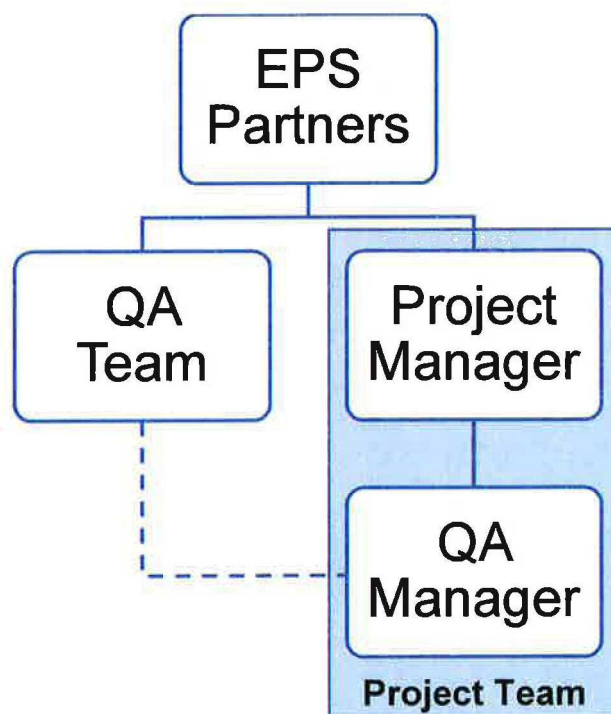 EPS
Partners
QA
Team
Project
Manager
QA
Manager
Project Team